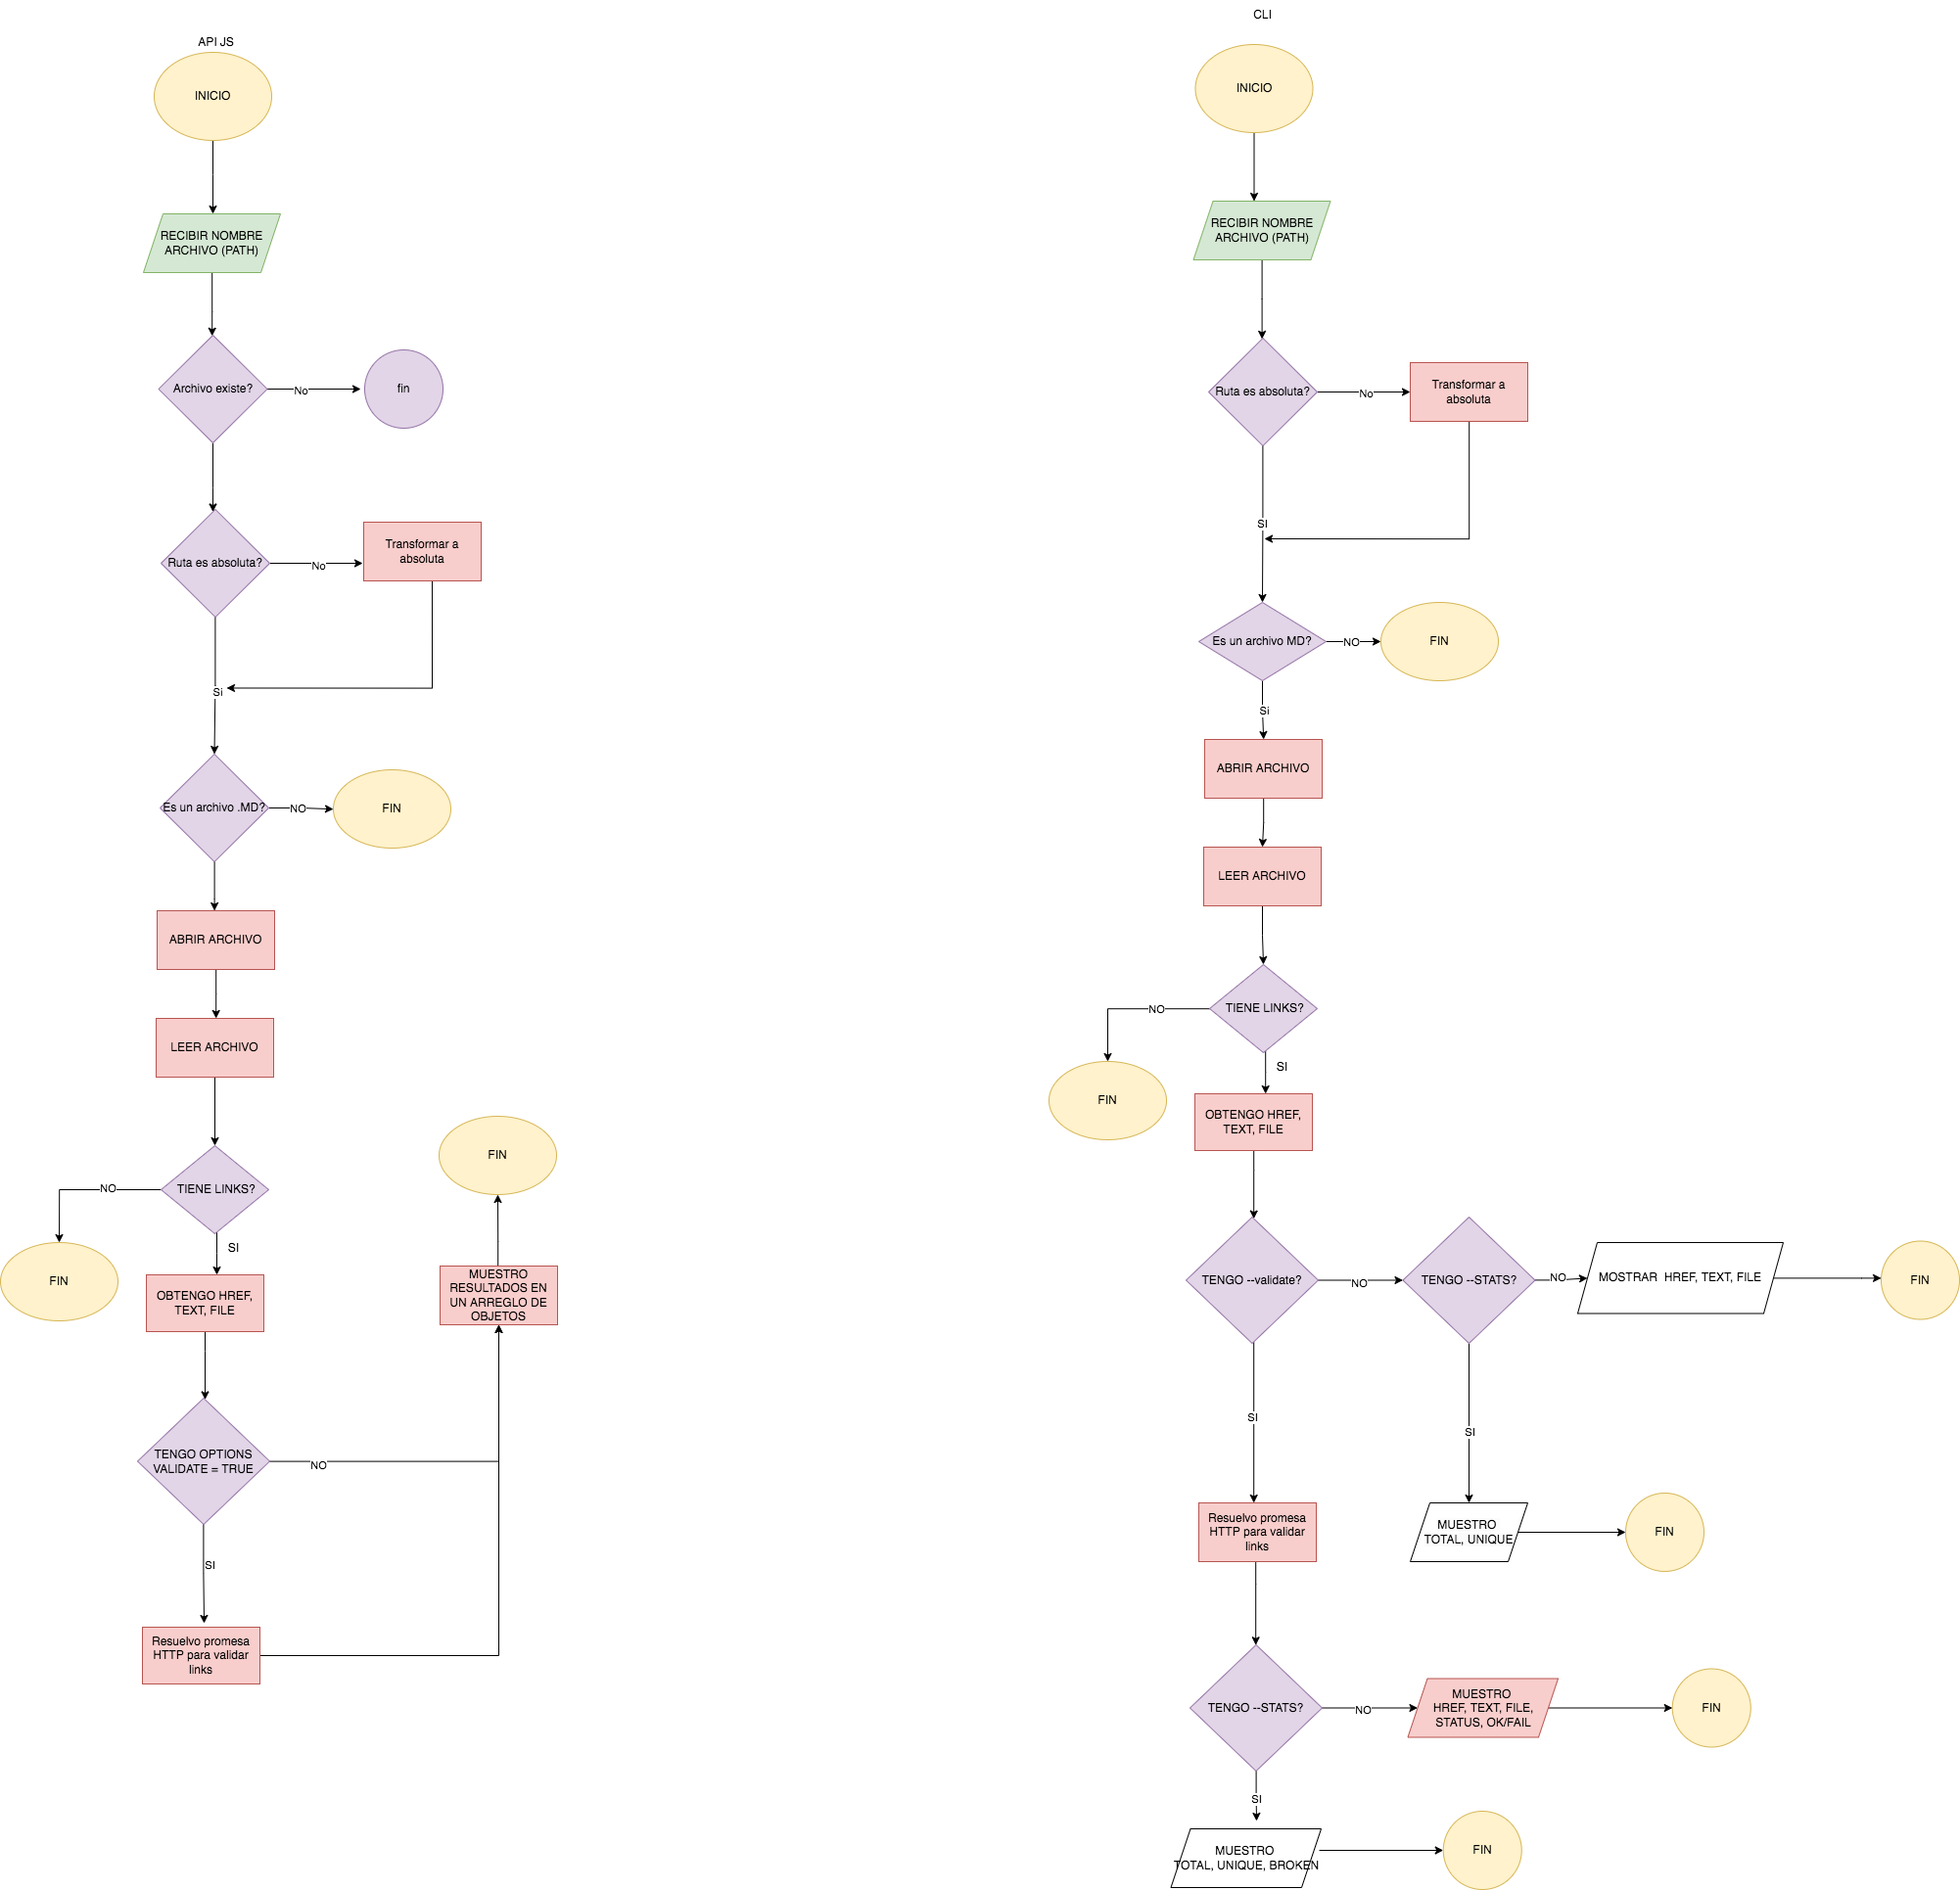 API JS
INICIO
RECIBIR NOMBRE
ARCHIVO (PATH)
Archivo existe?
No
fin
Ruta es absoluta?
No
Transformar a
absoluta
Si
Es un archivo .MD?
NO
FIN
ABRIR ARCHIVO
LEER ARCHIVO
TIENE LINKS?
NO
FIN
SI
OBTENGO HREF,
TEXT, FILE
TENGO OPTIONS
VALIDATE = TRUE
NO
SI
Resuelvo promesa
HTTP para validar
links
MUESTRO
RESULTADOS EN
UN ARREGLO DE
OBJETOS
FIN
CLI
INICIO
RECIBIR NOMBRE
ARCHIVO (PATH)
Ruta es absoluta?
No
Transformar a
absoluta
SI
Es un archivo MD?
NO
FIN
Si
ABRIR ARCHIVO
LEER ARCHIVO
TIENE LINKS?
NO
FIN
SI
OBTENGO HREF,
TEXT, FILE
TENGO --validate?
NO
TENGO --STATS?
NO
MOSTRAR HREF, TEXT, FILE
FIN
SI
MUESTRO
TOTAL, UNIQUE
FIN
SI
Resuelvo promesa
HTTP para validar
links
TENGO --STATS?
NO
MUESTRO
HREF, TEXT, FILE,
STATUS, OK/FAIL
FIN
SI
MUESTRO
TOTAL, UNIQUE, BROKEN
FIN